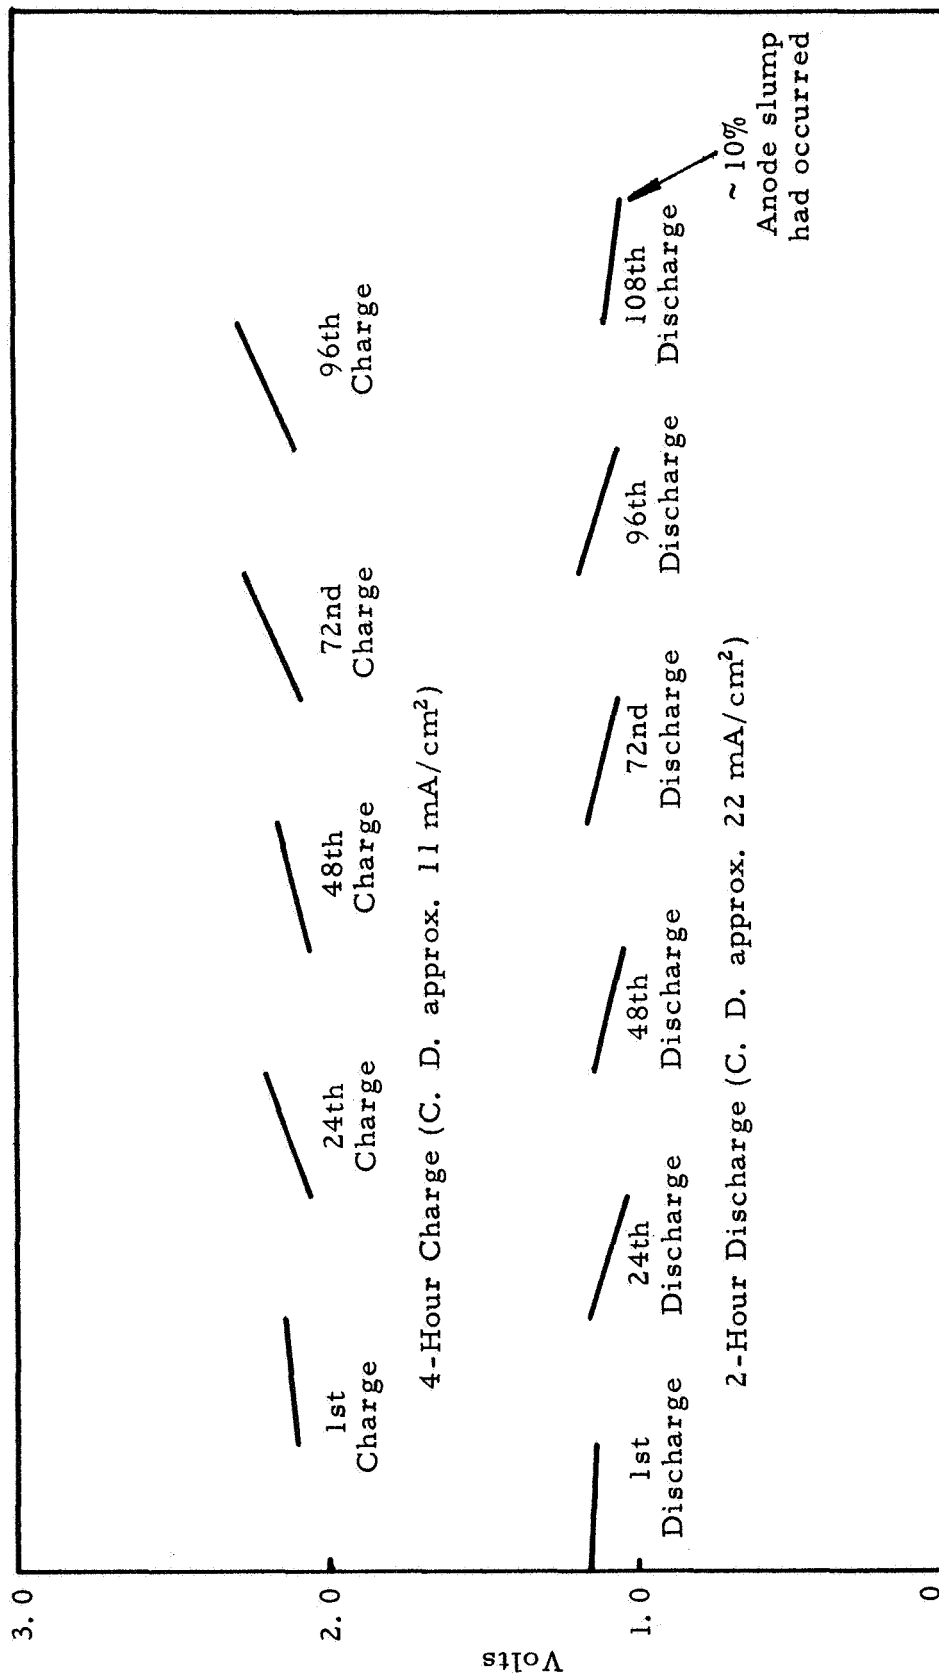 3. 0
2. 0
1. 0
0
Volts
1st
Charge
24th
Charge
48th
Charge
72nd
Charge
96th
Charge
4-Hour Charge (C. D. approx. 11 mA/cm²)
1st
Discharge
24th
Discharge
48th
Discharge
72nd
Discharge
96th
Discharge
108th
Discharge
~ 10%
Anode slump
had occurred
2-Hour Discharge (C. D. approx. 22 mA/cm²)